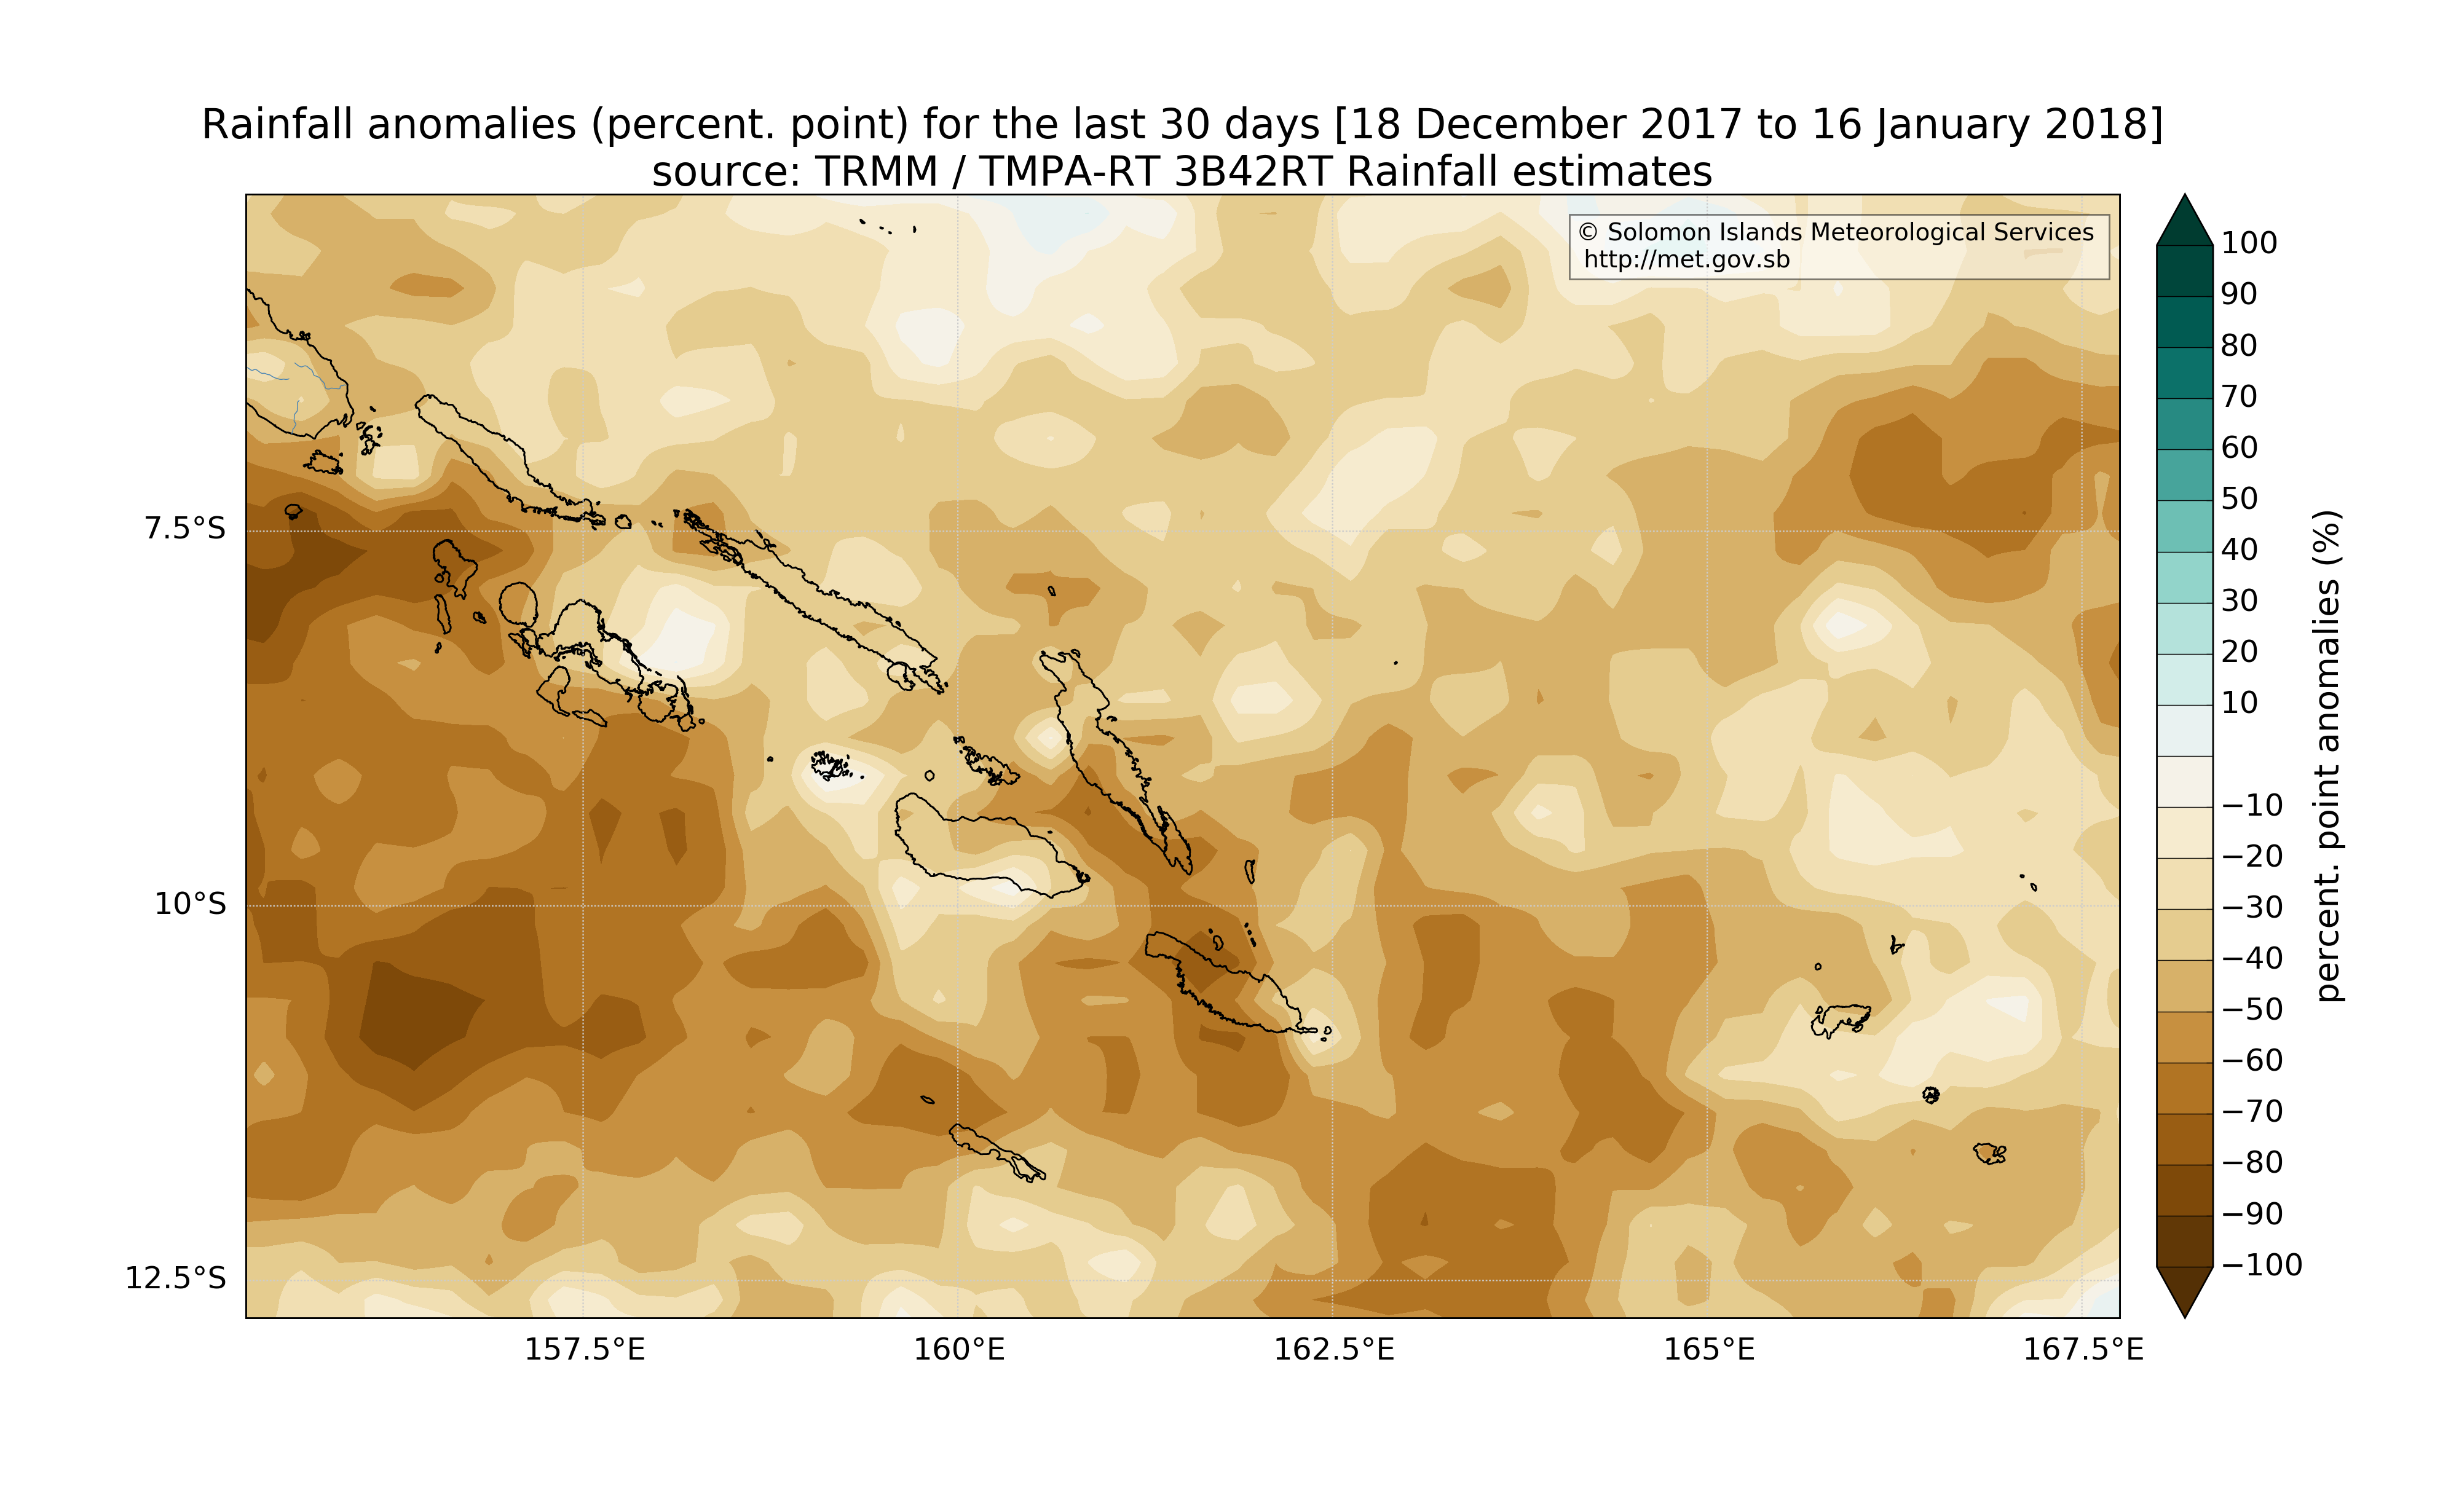 Rainfall anomalies (percent. point) for the last 30 days [18 December 2017 to 16 January 2018]
source: TRMM / TMPA-RT 3B42RT Rainfall estimates
© Solomon Islands Meteorological Services
http://met.gov.sb
7.5°S
10°S
12.5°S
157.5°E
160°E
162.5°E
165°E
167.5°E
100
90
80
70
60
50
40
30
20
10
−10
−20
−30
−40
−50
−60
−70
−80
−90
−100
percent. point anomalies (%)